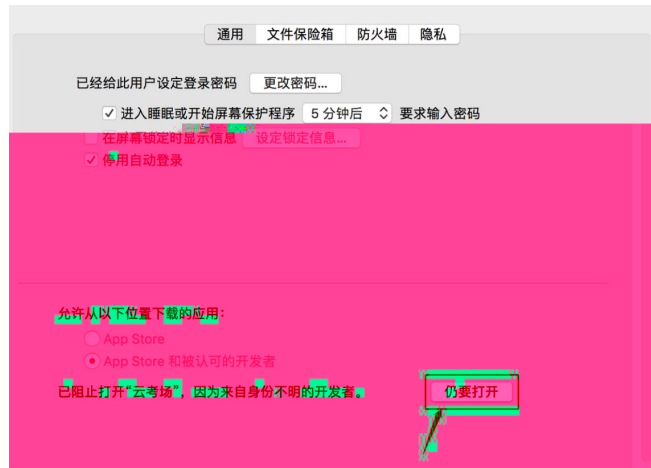 通用 文件保险箱 防火墙 隐私
已经给此用户设定登录密码 更改密码...
进入睡眠或开始屏幕保护程序 5 分钟后 要求输入密码
在屏幕锁定时显示信息 设定锁定信息...
停用自动登录
允许从以下位置下载的应用：
App Store
App Store 和被认可的开发者
已阻止打开“云考场”，因为来自身份不明的开发者。 仍要打开